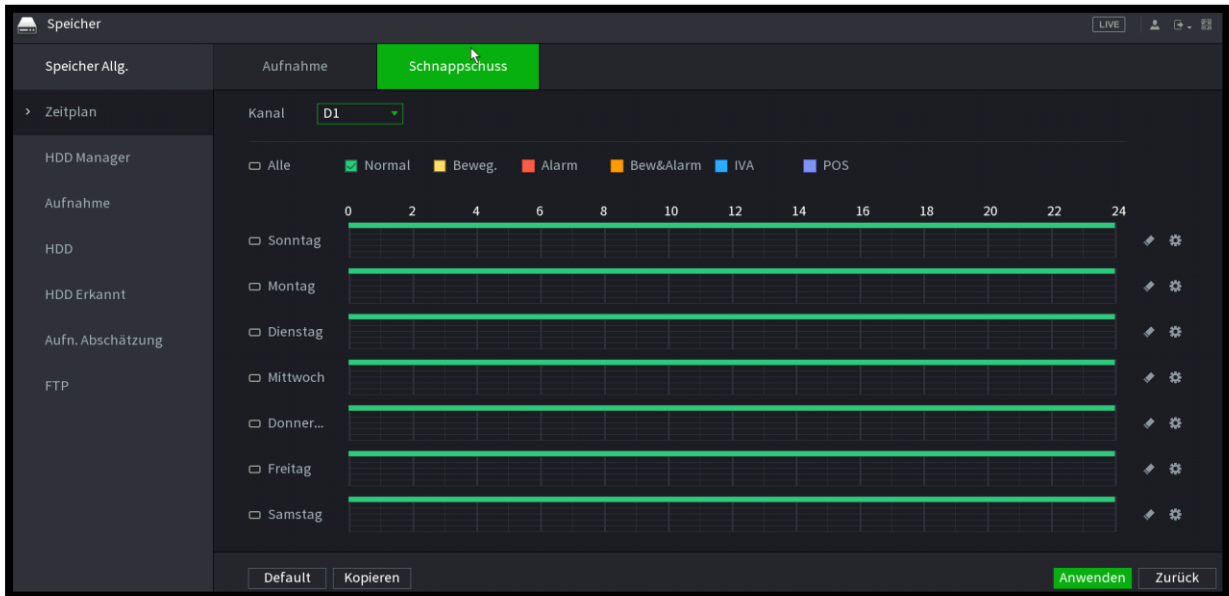 Speicher LIVE
Speicher Allg. Aufnahme Schnappschuss
Zeitplan Kanal D1
HDD Manager Alle Normal Beweg. Alarm Bew&Alarm IVA POS
Aufnahme
0 2 4 6 8 10 12 14 16 18 20 22 24
HDD Sonntag
HDD Erkannt Montag
Aufn. Abschätzung Dienstag
FTP Mittwoch
Donner...
Freitag
Samstag
Default Kopieren Anwenden Zurück